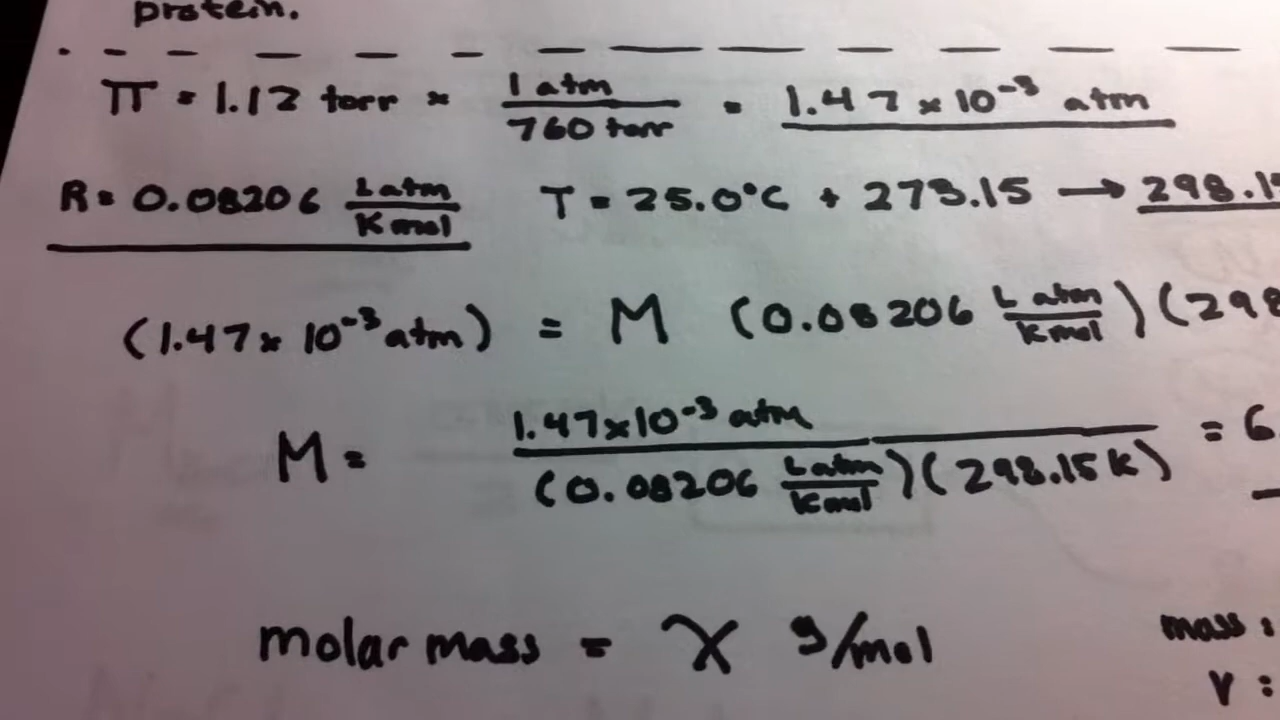 protein.
π = 1.12 torr × 1 atm / 760 torr = 1.47 × 10⁻³ atm
R = 0.08206 L atm / K mol T = 25.0°C + 273.15 → 298.15
(1.47 × 10⁻³ atm) = M (0.08206 L atm / K mol) (298
M = 1.47×10⁻³ atm / (0.08206 L atm / K mol) (298.15 K) = 6
molar mass = X g/mol
mass:
V: